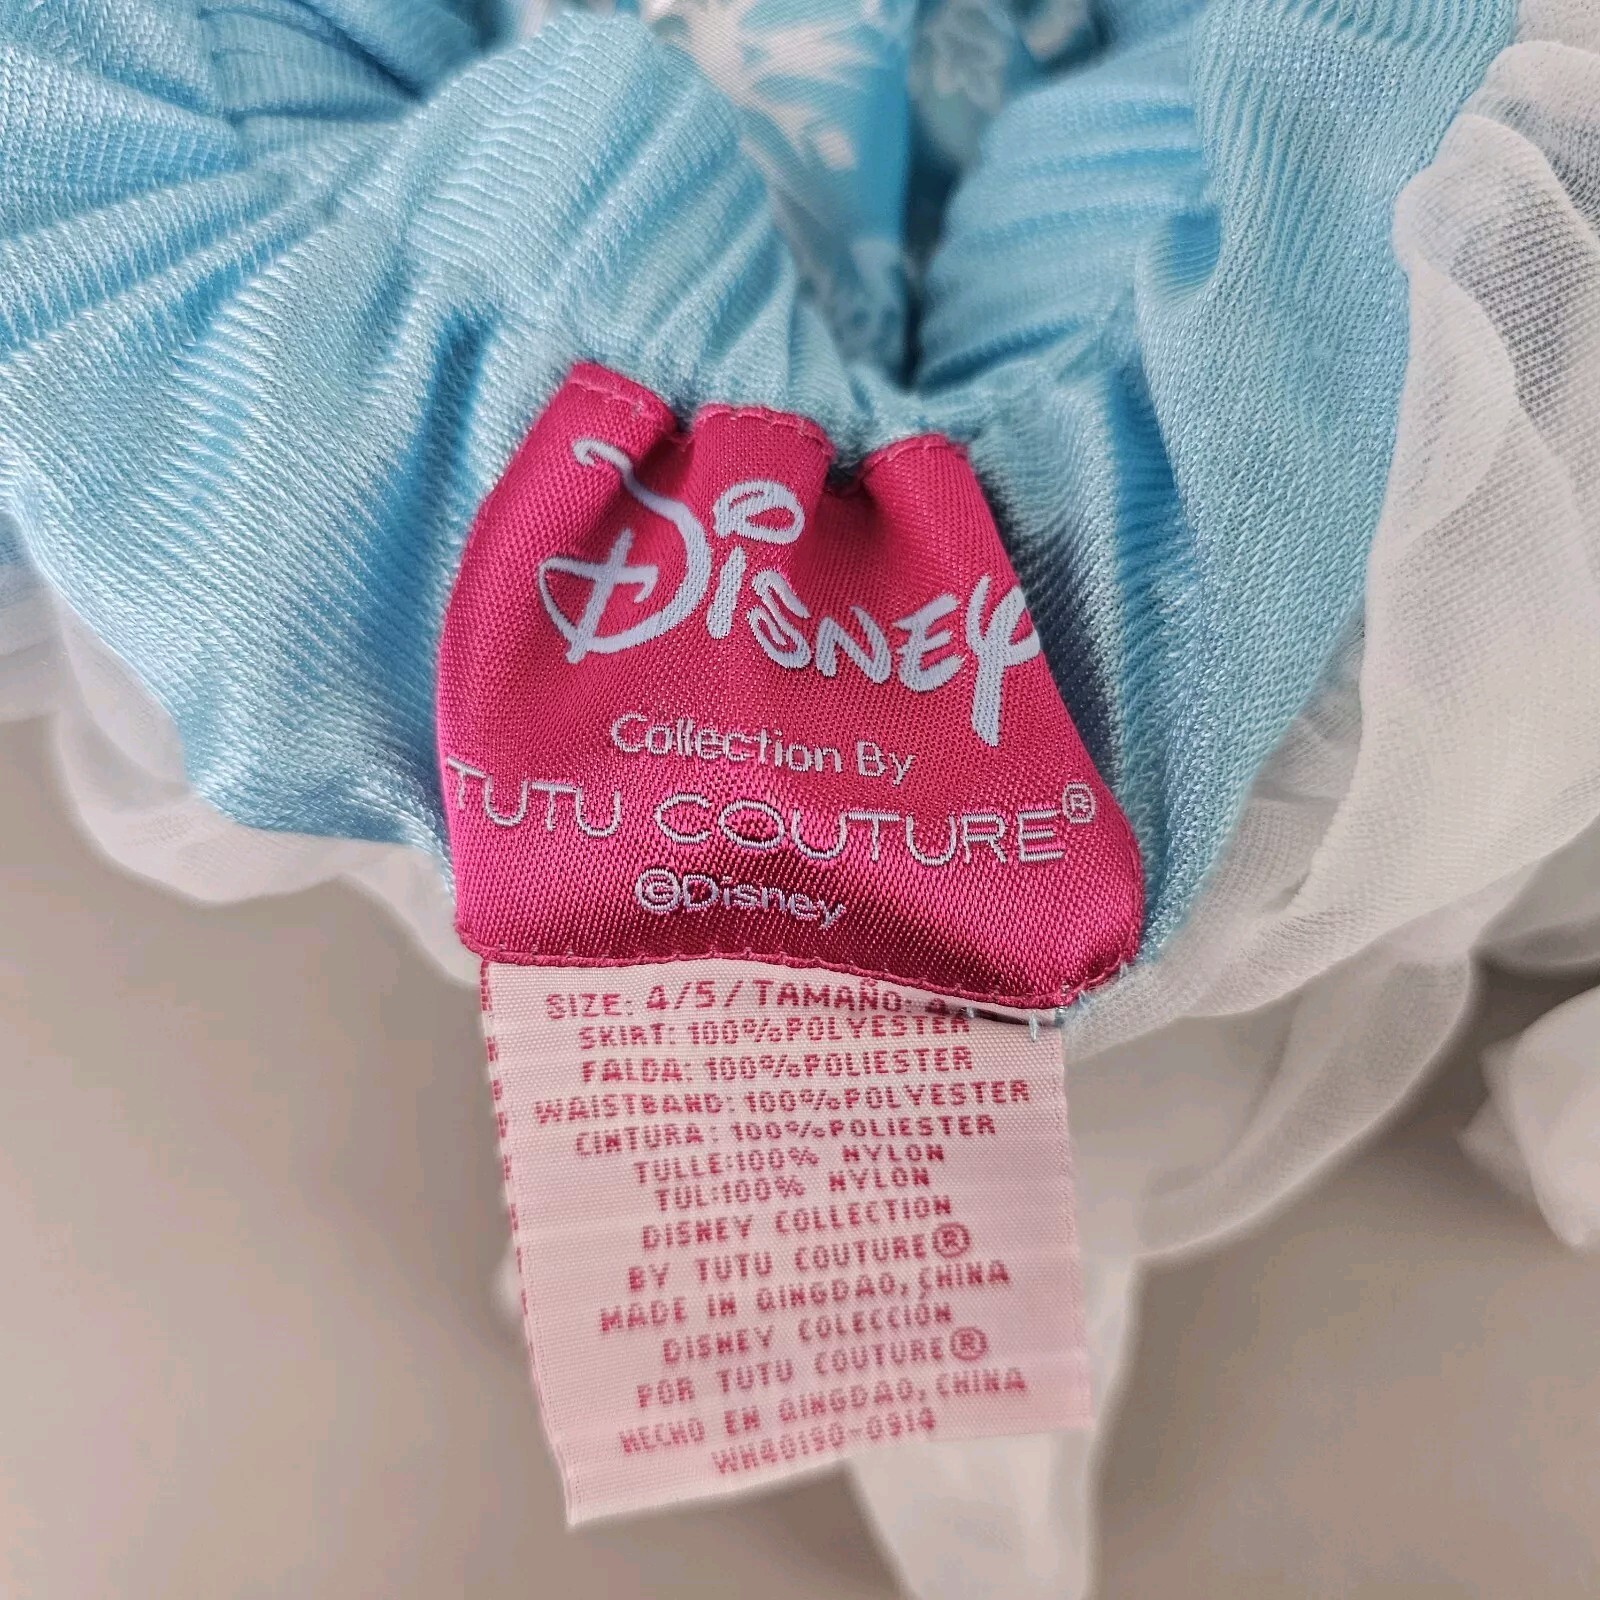 Disney
Collection By
TUTU COUTURE®
©Disney
SIZE: 4/5/TAMAÑO: 4
SKIRT: 100%POLYESTER
FALDA: 100%POLIESTER
WAISTBAND: 100%POLYESTER
CINTURA: 100%POLIESTER
TULLE:100% NYLON
TUL:100% NYLON
DISNEY COLLECTION
BY TUTU COUTURE®
MADE IN QINGDAO, CHINA
DISNEY COLECCIÓN
POR TUTU COUTURE®
HECHO EN QINGDAO, CHINA
WH40190-0914